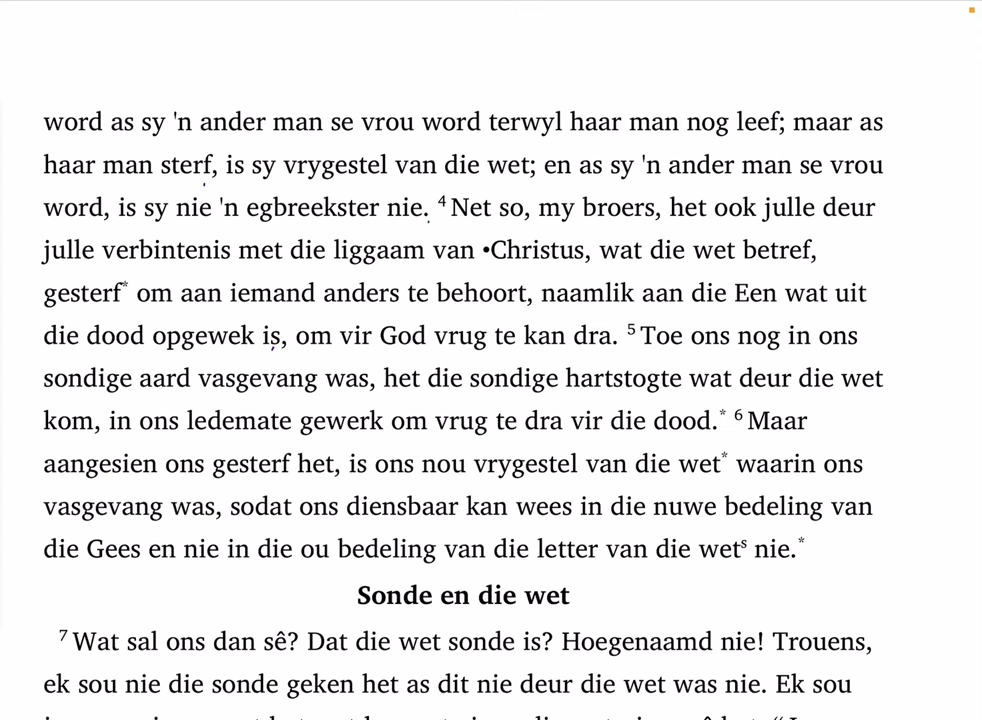 word as sy 'n ander man se vrou word terwyl haar man nog leef; maar as
haar man sterf, is sy vrygestel van die wet; en as sy 'n ander man se vrou
word, is sy nie 'n egbreekster nie. ⁴ Net so, my broers, het ook julle deur
julle verbintenis met die liggaam van •Christus, wat die wet betref,
gesterf* om aan iemand anders te behoort, naamlik aan die Een wat uit
die dood opgewek is, om vir God vrug te kan dra. ⁵ Toe ons nog in ons
sondige aard vasgevang was, het die sondige hartstogte wat deur die wet
kom, in ons ledemate gewerk om vrug te dra vir die dood.* ⁶ Maar
aangesien ons gesterf het, is ons nou vrygestel van die wet* waarin ons
vasgevang was, sodat ons diensbaar kan wees in die nuwe bedeling van
die Gees en nie in die ou bedeling van die letter van die wetˢ nie.*
Sonde en die wet
⁷ Wat sal ons dan sê? Dat die wet sonde is? Hoegenaamd nie! Trouens,
ek sou nie die sonde geken het as dit nie deur die wet was nie. Ek sou